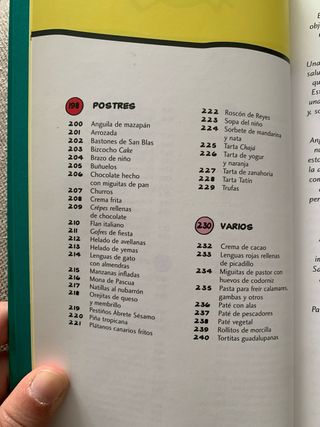 198 POSTRES
200 Anguila de mazapán
201 Arrozada
202 Bastones de San Blas
203 Bizcocho Cake
204 Brazo de niño
205 Buñuelos
206 Chocolate hecho
con miguitas de pan
207 Churros
208 Crema frita
209 Crêpes rellenas
de chocolate
210 Flan italiano
211 Gofres de fiesta
212 Helado de avellanas
213 Helado de yemas
214 Lenguas de gato
con almendras
215 Manzanas infladas
216 Mona de Pascua
217 Natillas al nubarrón
218 Orejitas de queso
y membrillo
219 Pestiños Ábrete Sésamo
220 Piña tropicana
221 Plátanos canarios fritos
222 Roscón de Reyes
223 Sopa del niño
224 Sorbete de mandarina
y nata
225 Tarta Chajá
226 Tarta de yogur
y naranja
227 Tarta de zanahoria
228 Tarta Tatín
229 Trufas
230 VARIOS
232 Crema de cacao
233 Lenguas rojas rellenas
de picadillo
234 Miguitas de pastor con
huevos de codorniz
235 Pasta para freír calamares,
gambas y otros
236 Paté con alas
237 Paté de pescadores
238 Paté vegetal
239 Rollitos de morcilla
240 Tortitas guadalupanas